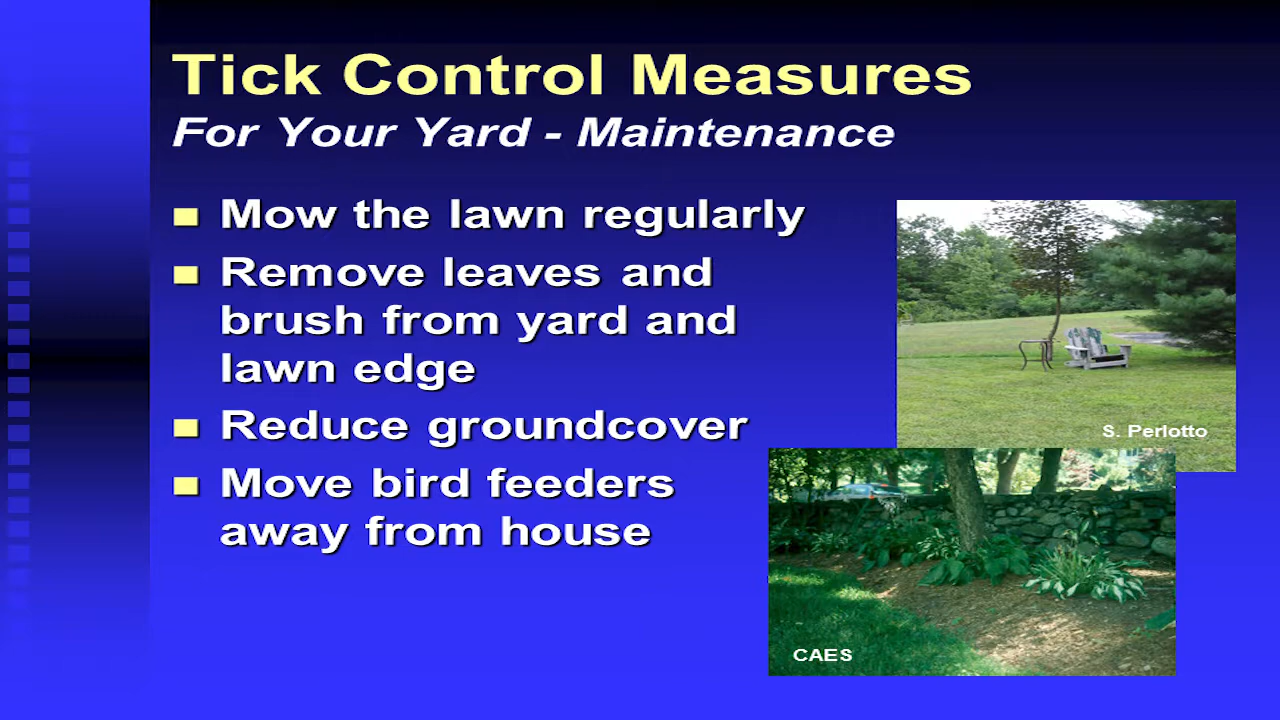 Tick Control Measures
For Your Yard - Maintenance
Mow the lawn regularly
Remove leaves and
brush from yard and
lawn edge
Reduce groundcover
Move bird feeders
away from house
S. Perlotto
CAES